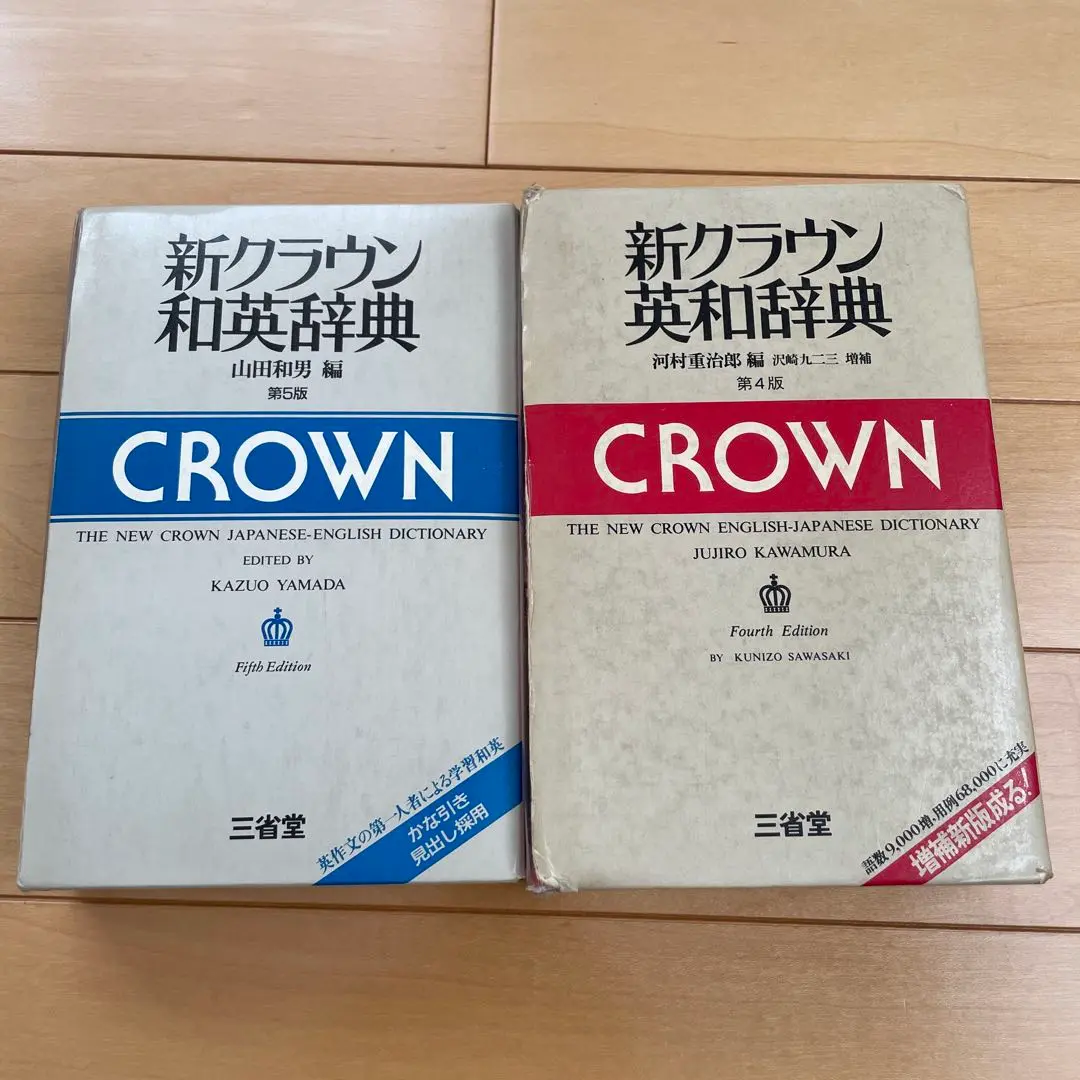 新クラウン
和英辞典
山田和男 編
第5版
CROWN
THE NEW CROWN JAPANESE-ENGLISH DICTIONARY
EDITED BY
KAZUO YAMADA
Fifth Edition
英作文の第一人者による学習和英
かな引き
見出し採用
三省堂
新クラウン
英和辞典
河村重治郎 編 沢崎九二三 増補
第4版
CROWN
THE NEW CROWN ENGLISH-JAPANESE DICTIONARY
JUJIRO KAWAMURA
Fourth Edition
BY KUNIZO SAWASAKI
語数9,000増、用例68,000に充実
増補新版成る!
三省堂